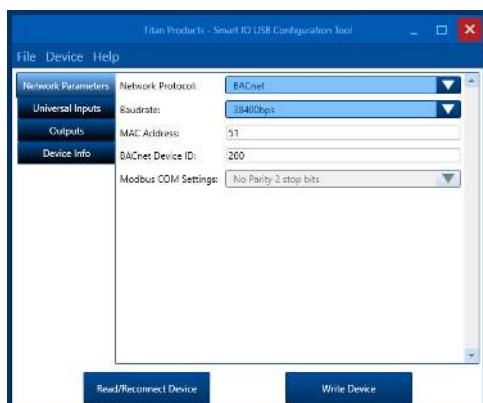 Titan Products - Smart IO USB Configuration Tool
File Device Help
Network Parameters
Universal Inputs
Outputs
Device Info
Network Protocol: BACnet
Baudrate: 38400bps
MAC Address: 51
BACnet Device ID: 200
Modbus COM Settings: No Parity 2 stop bits
Read/Reconnect Device Write Device